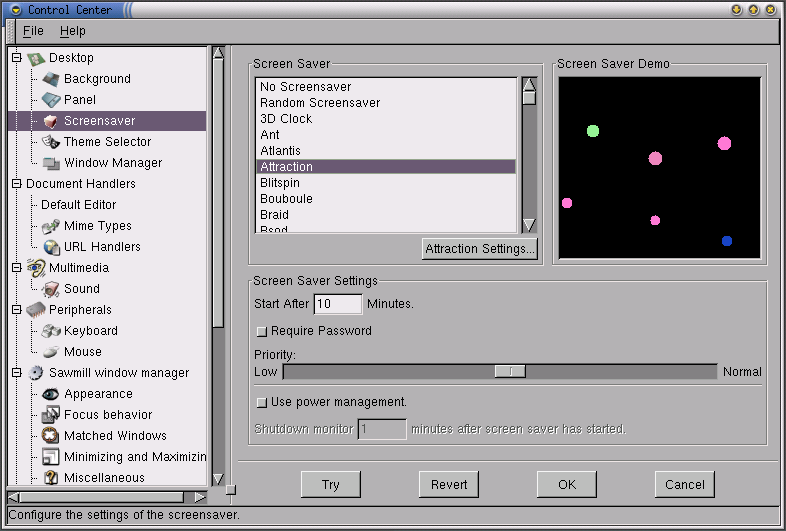 Control Center
File Help
Desktop
Background
Panel
Screensaver
Theme Selector
Window Manager
Document Handlers
Default Editor
Mime Types
URL Handlers
Multimedia
Sound
Peripherals
Keyboard
Mouse
Sawmill window manager
Appearance
Focus behavior
Matched Windows
Minimizing and Maximizin
Miscellaneous
Screen Saver
No Screensaver
Random Screensaver
3D Clock
Ant
Atlantis
Attraction
Blitspin
Bouboule
Braid
Bsod
Attraction Settings...
Screen Saver Demo
Screen Saver Settings
Start After 10 Minutes.
Require Password
Priority:
Low Normal
Use power management.
Shutdown monitor 1 minutes after screen saver has started.
Try Revert OK Cancel
Configure the settings of the screensaver.